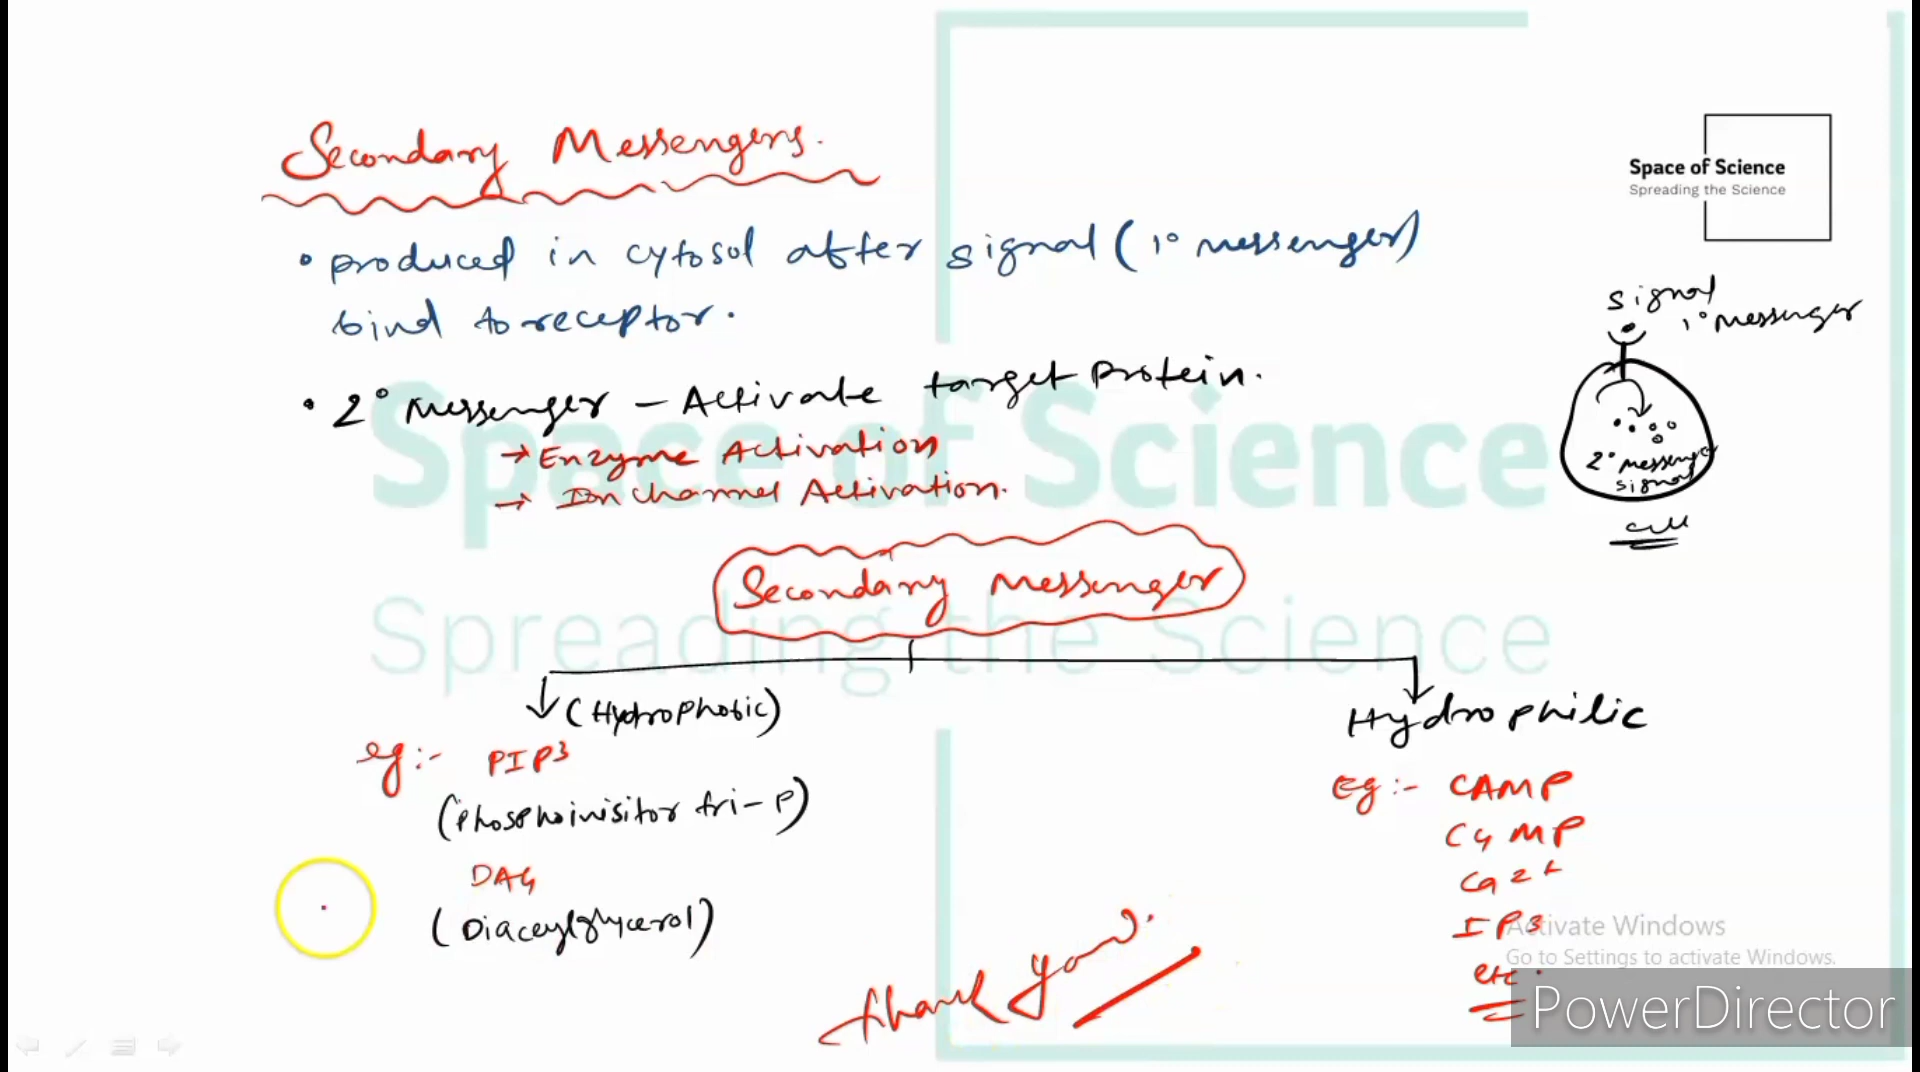 Secondary Messengers.
Space of Science
Spreading the Science
• produced in cytosol after signal (1° messenger)
bind to receptor.
signal
1° messenger
• 2° Messenger – Activate target Protein.
→ Enzyme Activation
→ Ion channel Activation.
2° messenger
signal
cell
Space of Science
Spreading the Science
Secondary Messenger
(Hydrophobic)
Hydrophilic
eg:- PIP3
(Phosphoinisitor tri-P)
DAG
(Diaceylglycerol)
Eg:- CAMP
CGMP
Ca2+
IP3
etc.
Thank You.
Activate Windows
Go to Settings to activate Windows.
PowerDirector